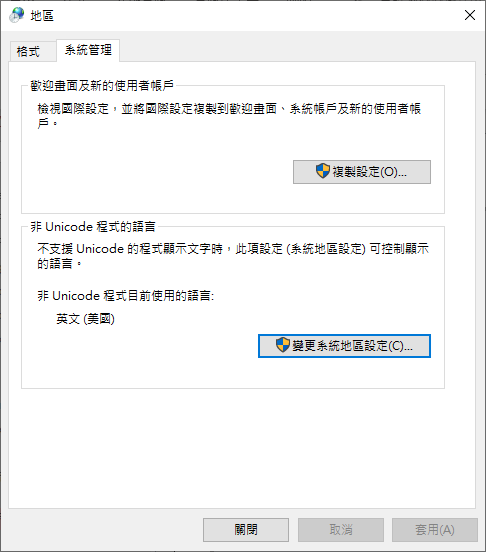 地區
格式
系統管理
歡迎畫面及新的使用者帳戶
檢視國際設定，並將國際設定複製到歡迎畫面、系統帳戶及新的使用者帳
戶。
複製設定(O)...
非 Unicode 程式的語言
不支援 Unicode 的程式顯示文字時，此項設定 (系統地區設定) 可控制顯示
的語言。
非 Unicode 程式目前使用的語言:
英文 (美國)
變更系統地區設定(C)...
關閉
取消
套用(A)